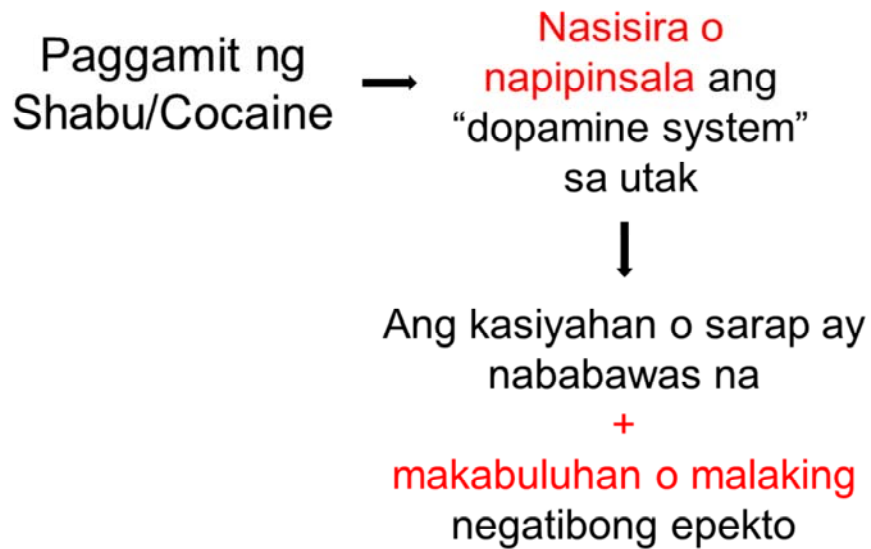 Paggamit ng
Shabu/Cocaine
Nasisira o
napipinsala ang
“dopamine system”
sa utak
Ang kasiyahan o sarap ay
nababawas na
+
makabuluhan o malaking
negatibong epekto